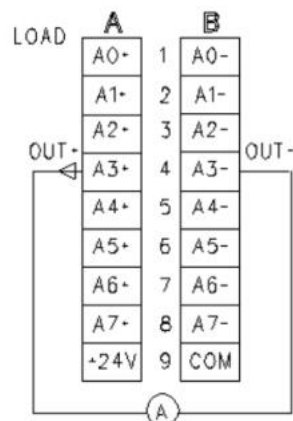 A B
LOAD
A0+ 1 A0-
A1+ 2 A1-
A2+ 3 A2-
OUT+ OUT-
A3+ 4 A3-
A4+ 5 A4-
A5+ 6 A5-
A6+ 7 A6-
A7+ 8 A7-
+24V 9 COM
A